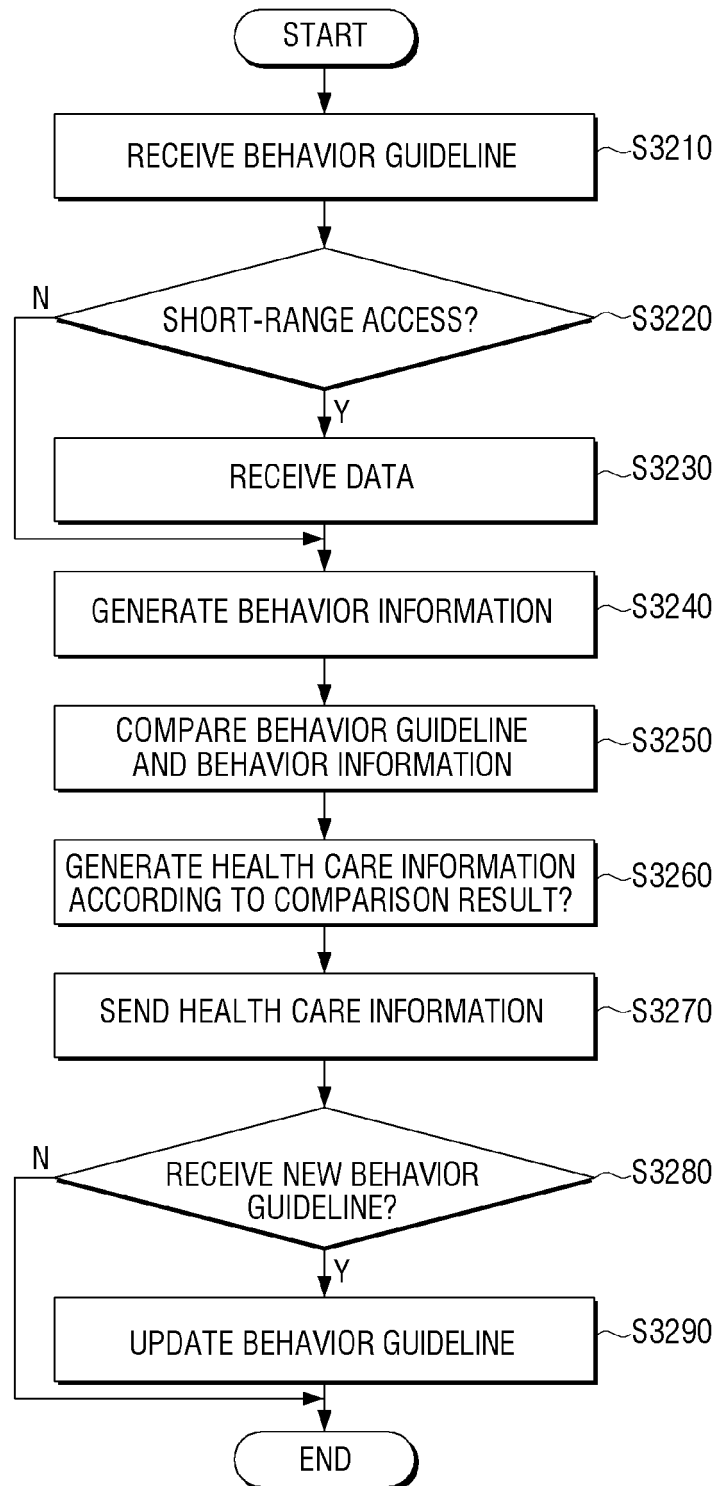 START
RECEIVE BEHAVIOR GUIDELINE
S3210
N
SHORT-RANGE ACCESS?
S3220
Y
RECEIVE DATA
S3230
GENERATE BEHAVIOR INFORMATION
S3240
COMPARE BEHAVIOR GUIDELINE
AND BEHAVIOR INFORMATION
S3250
GENERATE HEALTH CARE INFORMATION
ACCORDING TO COMPARISON RESULT?
S3260
SEND HEALTH CARE INFORMATION
S3270
N
RECEIVE NEW BEHAVIOR
GUIDELINE?
S3280
Y
UPDATE BEHAVIOR GUIDELINE
S3290
END